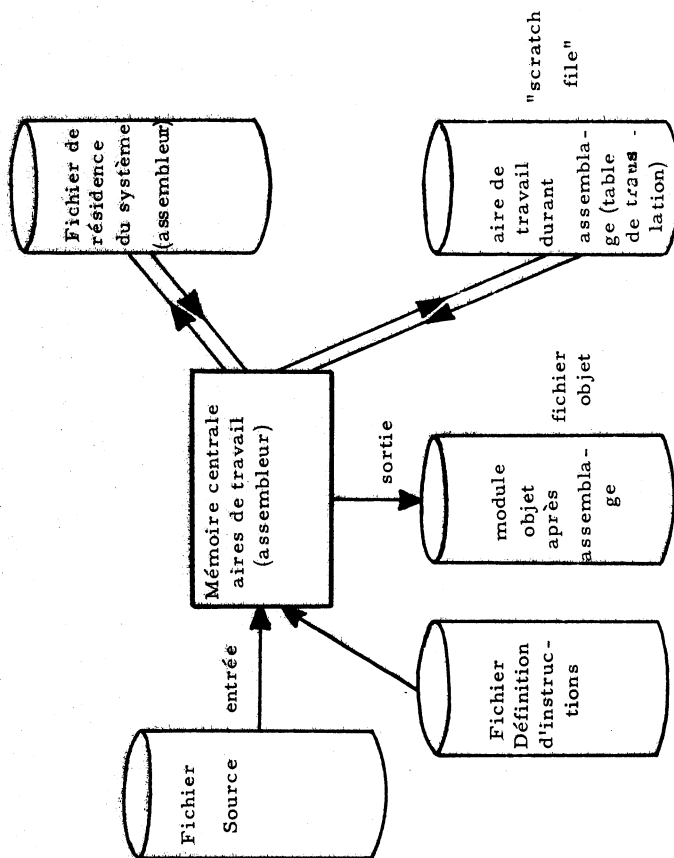 Fichier
Source
entrée
Fichier
Définition
d'instruc -
tions
Mémoire centrale
aires de travail
(assembleur)
sortie
module
objet
après
assembla-
ge
fichier
objet
Fichier de
résidence
du système
(assembleur)
aire de
travail
durant
assembla-
ge (table
de trans -
lation)
"scratch
file"